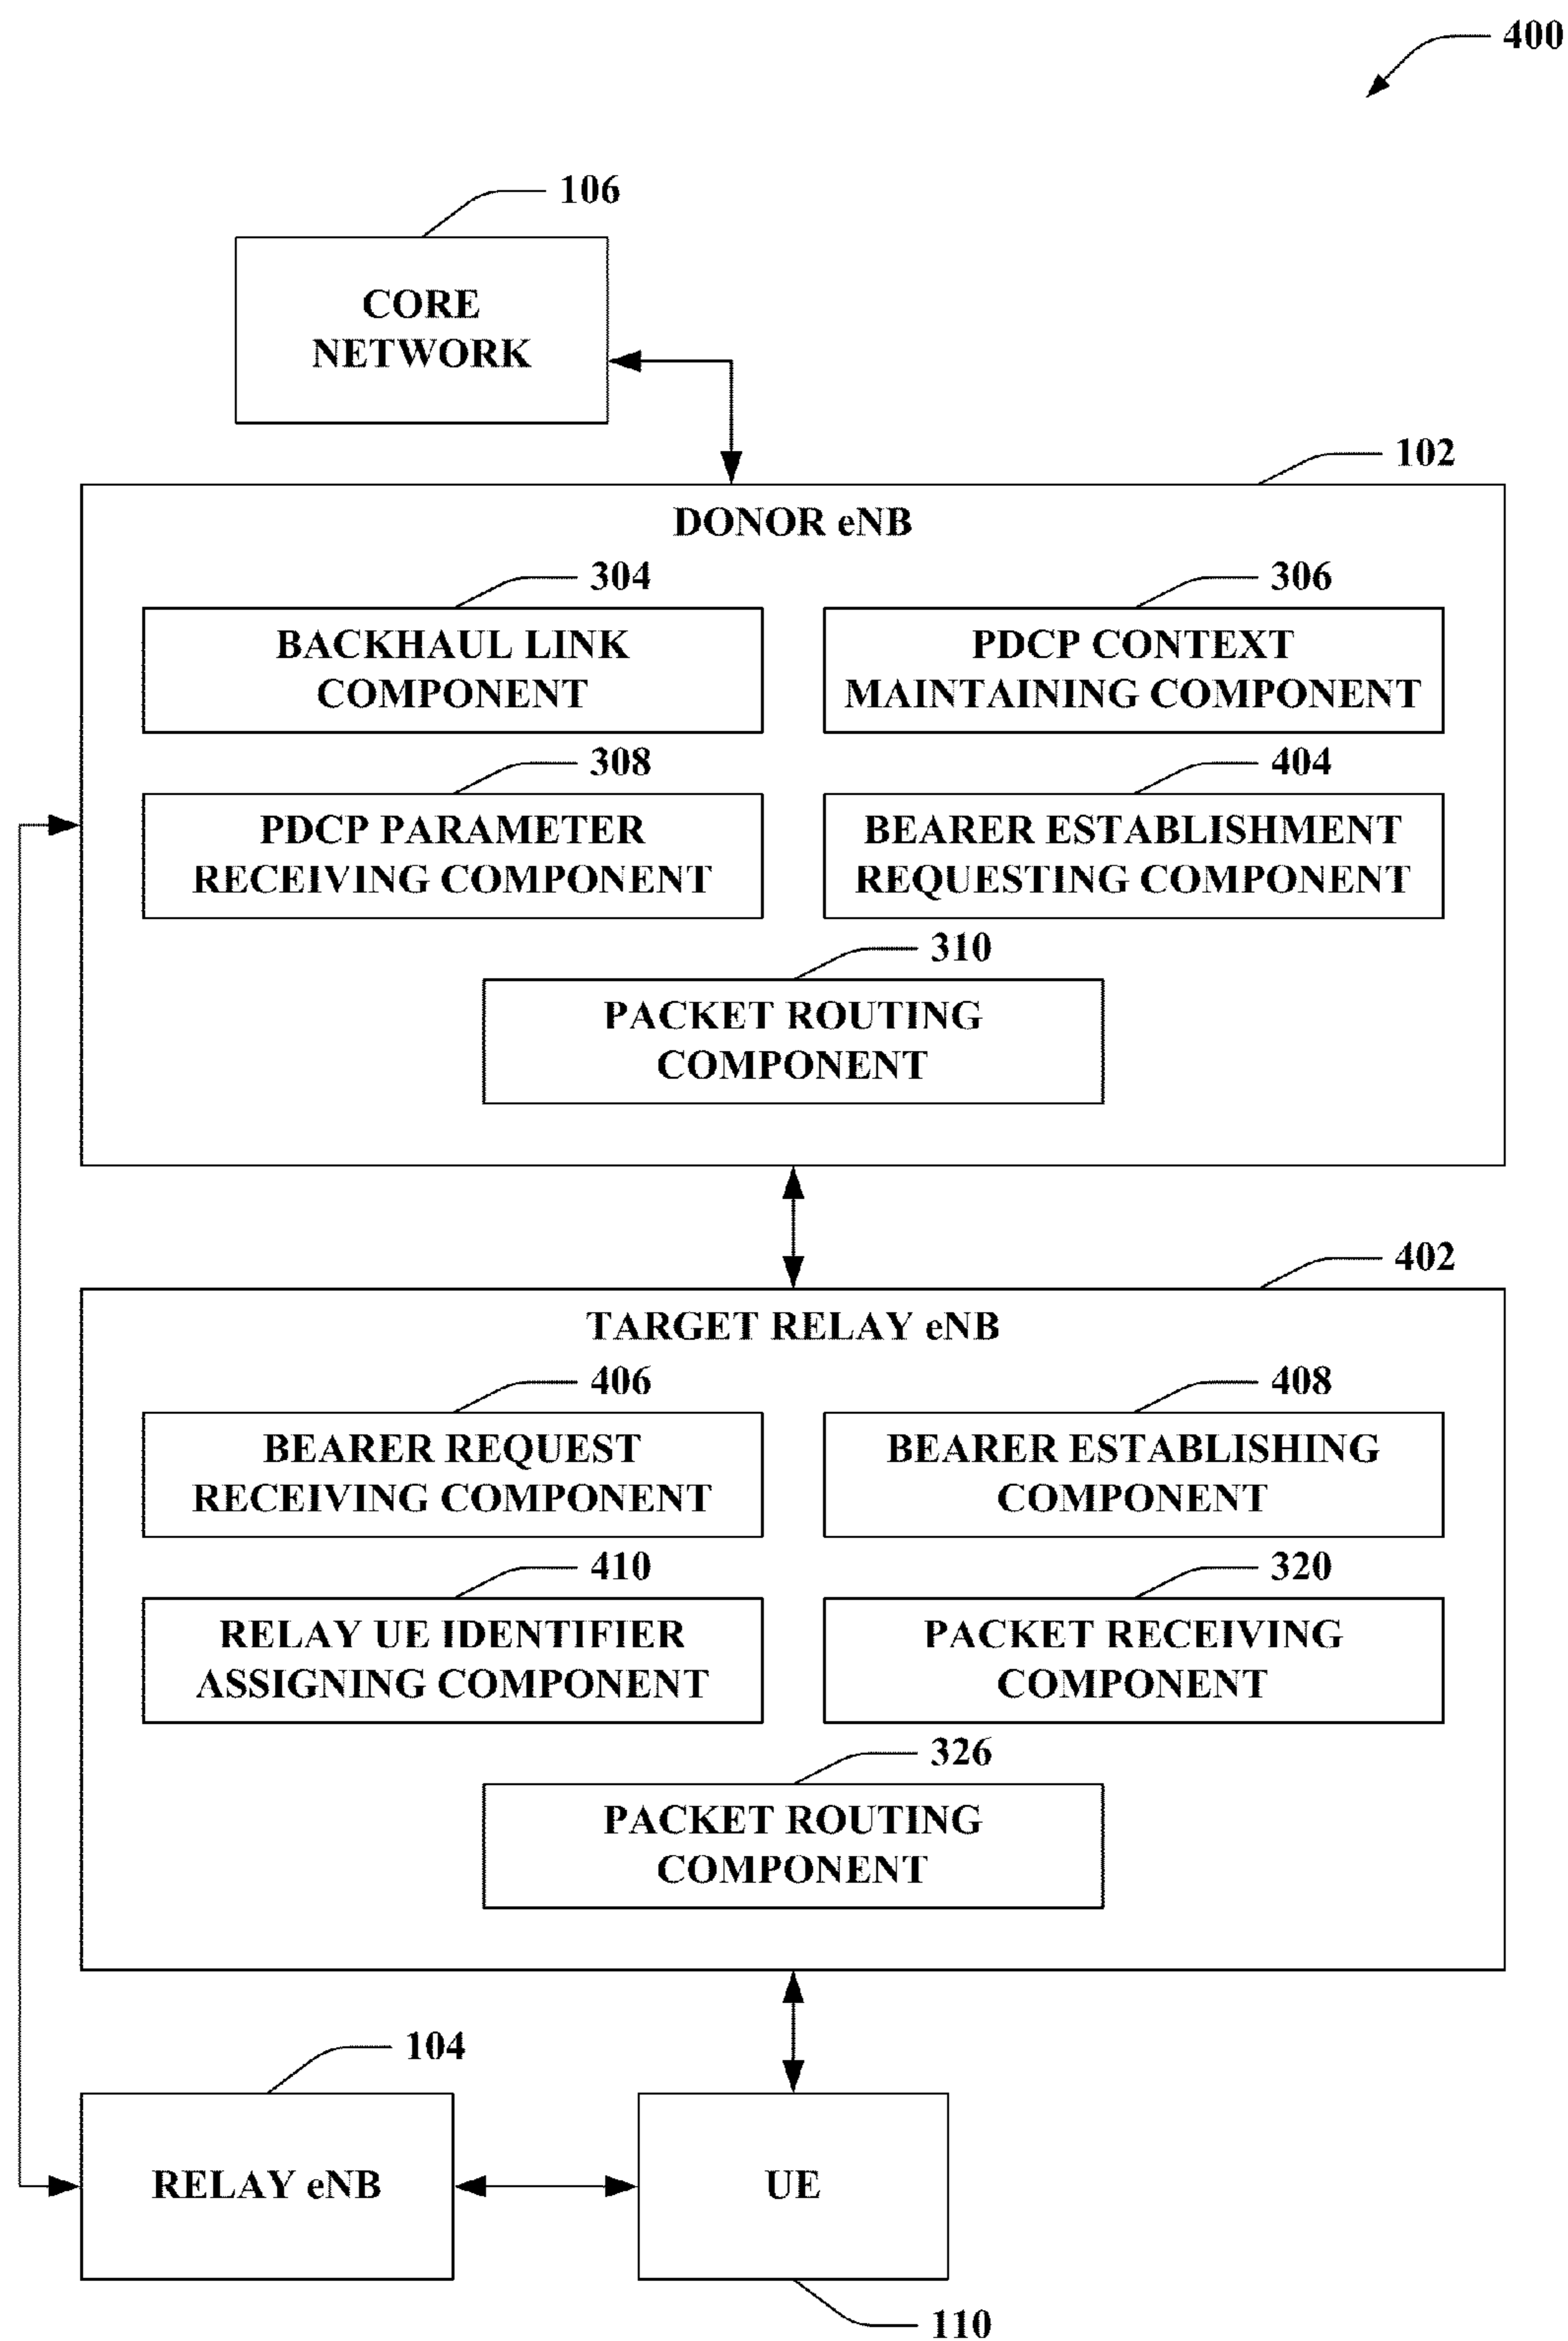 400
106
CORE
NETWORK
102
DONOR eNB
304
BACKHAUL LINK
COMPONENT
306
PDCP CONTEXT
MAINTAINING COMPONENT
308
PDCP PARAMETER
RECEIVING COMPONENT
404
BEARER ESTABLISHMENT
REQUESTING COMPONENT
310
PACKET ROUTING
COMPONENT
402
TARGET RELAY eNB
406
BEARER REQUEST
RECEIVING COMPONENT
408
BEARER ESTABLISHING
COMPONENT
410
RELAY UE IDENTIFIER
ASSIGNING COMPONENT
320
PACKET RECEIVING
COMPONENT
326
PACKET ROUTING
COMPONENT
104
RELAY eNB
UE
110